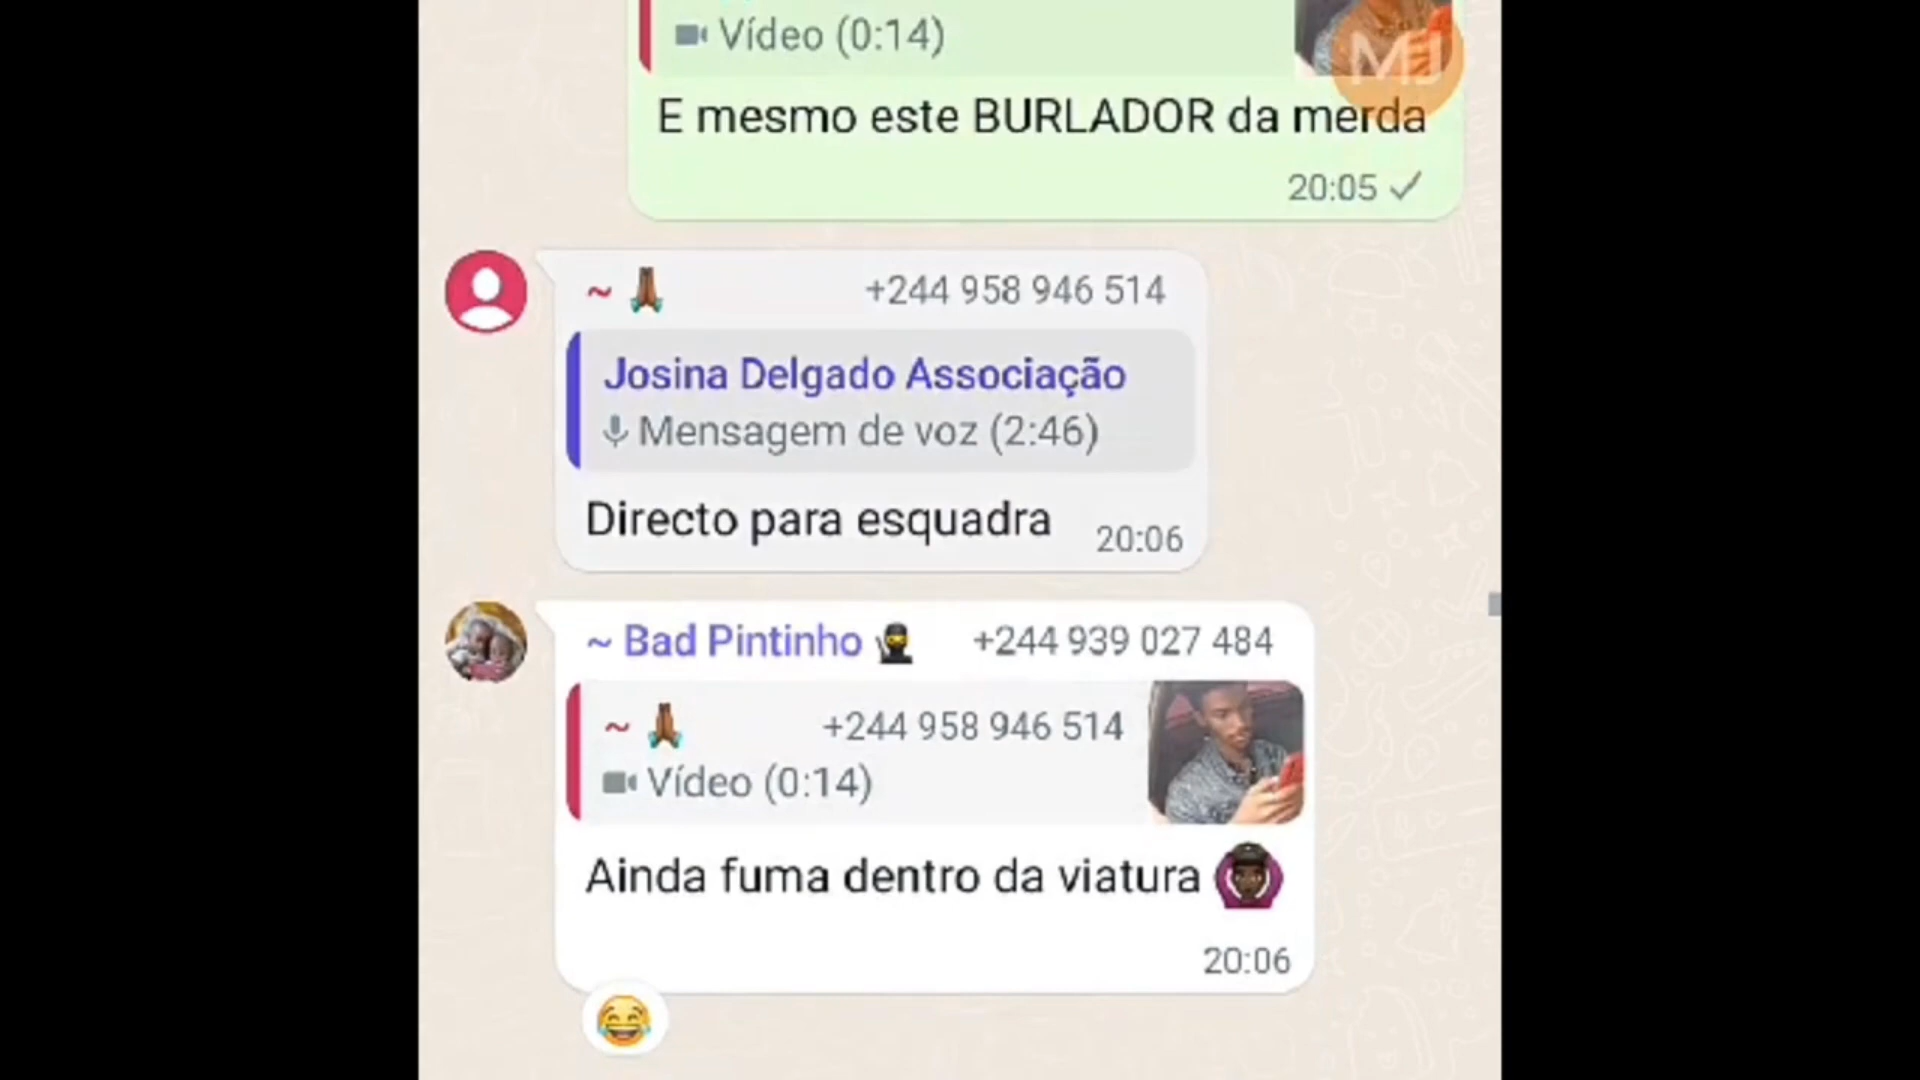 Vídeo (0:14)
MJ
E mesmo este BURLADOR da merda
20:05
~ 🙏🏾 +244 958 946 514
Josina Delgado Associação
Mensagem de voz (2:46)
Directo para esquadra 20:06
~ Bad Pintinho 🥷 +244 939 027 484
~ 🙏🏾 +244 958 946 514
Vídeo (0:14)
Ainda fuma dentro da viatura 🙆🏿
20:06
😂